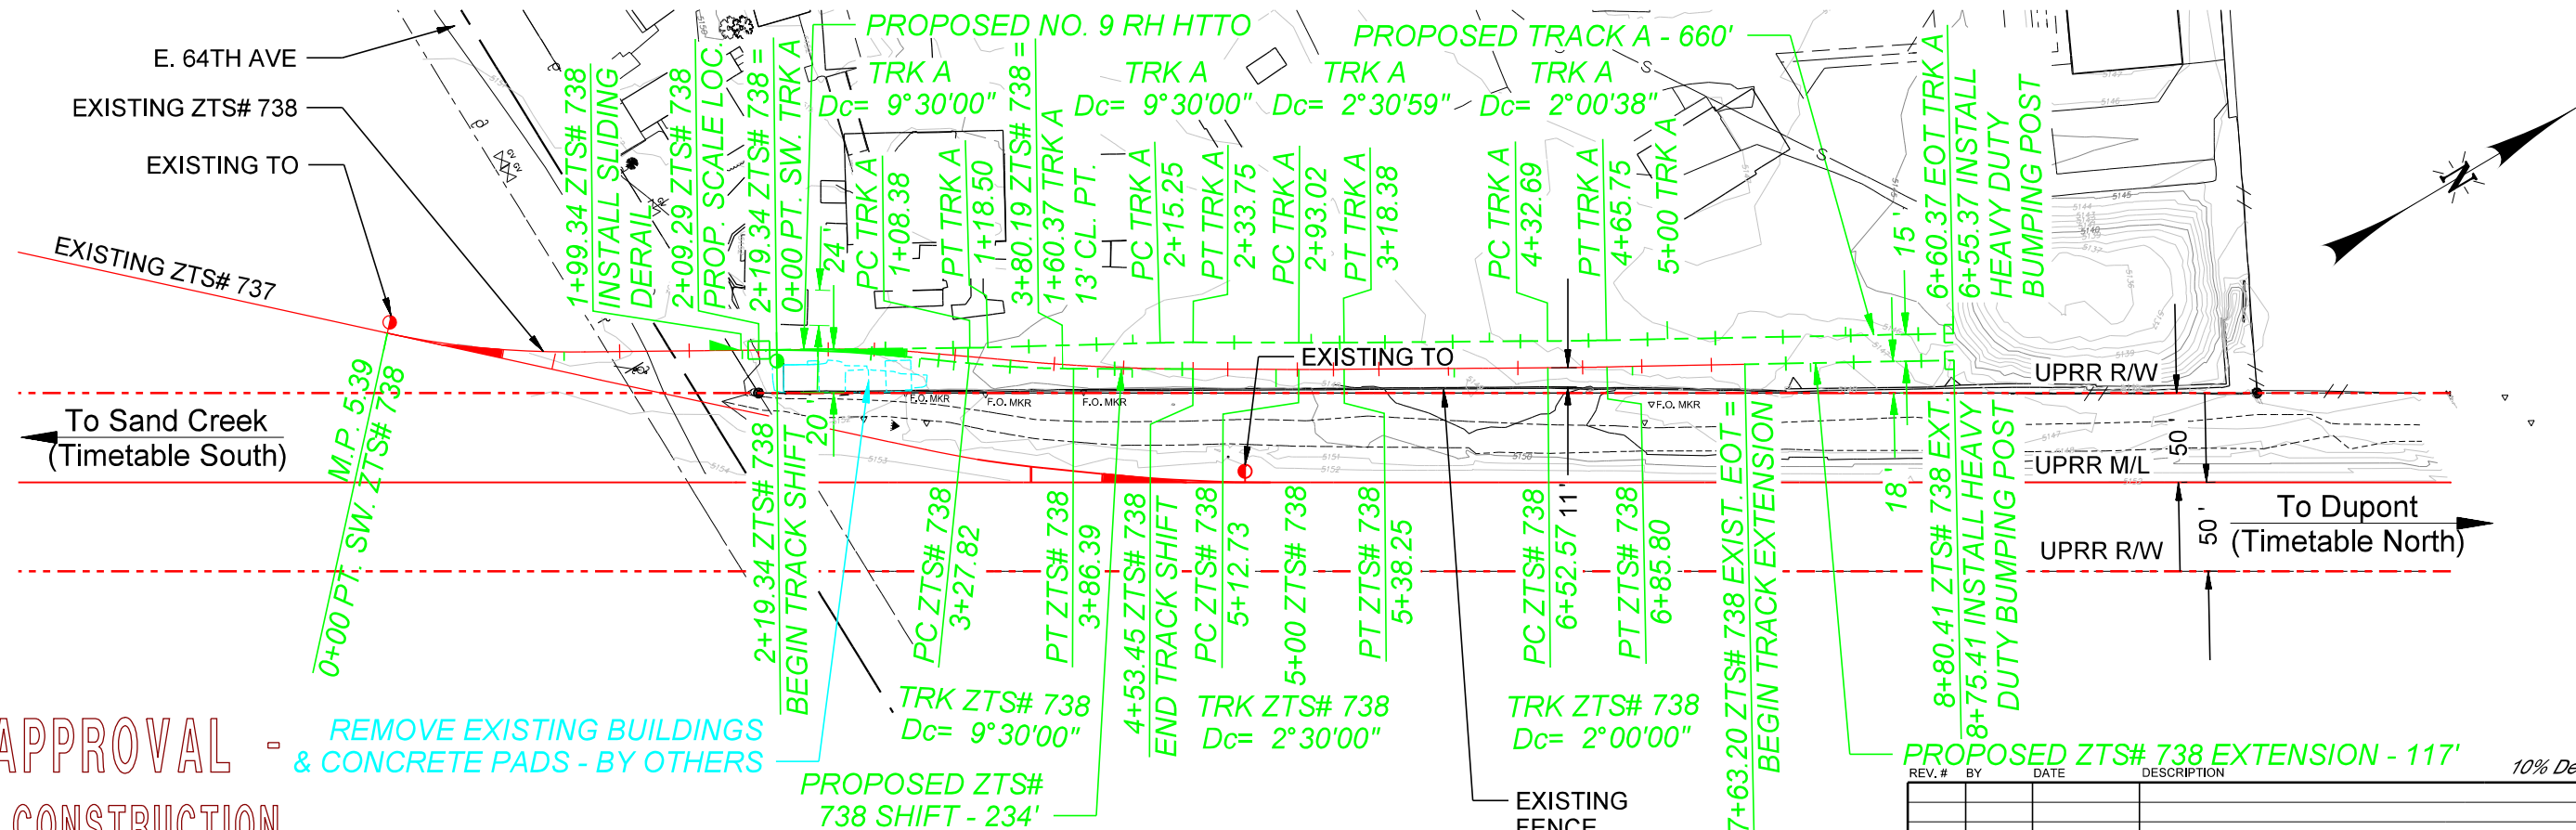 E. 64TH AVE
EXISTING ZTS# 738
EXISTING TO
EXISTING ZTS# 737
To Sand Creek
(Timetable South)
M.P. 5.39
0+00 PT. SW. ZTS# 738
1+99.34 ZTS# 738
INSTALL SLIDING
DERAIL
2+09.29 ZTS# 738
PROP. SCALE LOC.
2+19.34 ZTS# 738 =
0+00 PT. SW. TRK A
PROPOSED NO. 9 RH HTTO
24'
20'
TRK A
Dc= 9°30'00"
PC TRK A
1+08.38
PT TRK A
1+18.50
3+80.19 ZTS# 738 =
1+60.37 TRK A
13' CL. PT.
TRK A
Dc= 9°30'00"
PC TRK A
2+15.25
PT TRK A
2+33.75
TRK A
Dc= 2°30'59"
PC TRK A
2+93.02
PT TRK A
3+18.38
TRK A
Dc= 2°00'38"
PC TRK A
4+32.69
PT TRK A
4+65.75
5+00 TRK A
PROPOSED TRACK A - 660'
15'
6+60.37 EOT TRK A
6+55.37 INSTALL
HEAVY DUTY
BUMPING POST
N
EXISTING TO
F.O. MKR
F.O. MKR
F.O. MKR
F.O. MKR
UPRR R/W
50'
UPRR M/L
50'
UPRR R/W
To Dupont
(Timetable North)
2+19.34 ZTS# 738
BEGIN TRACK SHIFT
PC ZTS# 738
3+27.82
PT ZTS# 738
3+86.39
TRK ZTS# 738
Dc= 9°30'00"
4+53.45 ZTS# 738
END TRACK SHIFT
PC ZTS# 738
5+12.73
5+00 ZTS# 738
PT ZTS# 738
5+38.25
TRK ZTS# 738
Dc= 2°30'00"
PC ZTS# 738
6+52.57
11'
PT ZTS# 738
6+85.80
TRK ZTS# 738
Dc= 2°00'00"
7+63.20 ZTS# 738 EXIST. EOT =
BEGIN TRACK EXTENSION
18'
8+80.41 ZTS# 738 EXT.
8+75.41 INSTALL HEAVY
DUTY BUMPING POST
PROPOSED ZTS# 738 EXTENSION - 117'
REMOVE EXISTING BUILDINGS
& CONCRETE PADS - BY OTHERS
PROPOSED ZTS#
738 SHIFT - 234'
EXISTING
FENCE
APPROVAL -
CONSTRUCTION
REV. # BY DATE DESCRIPTION
10% De